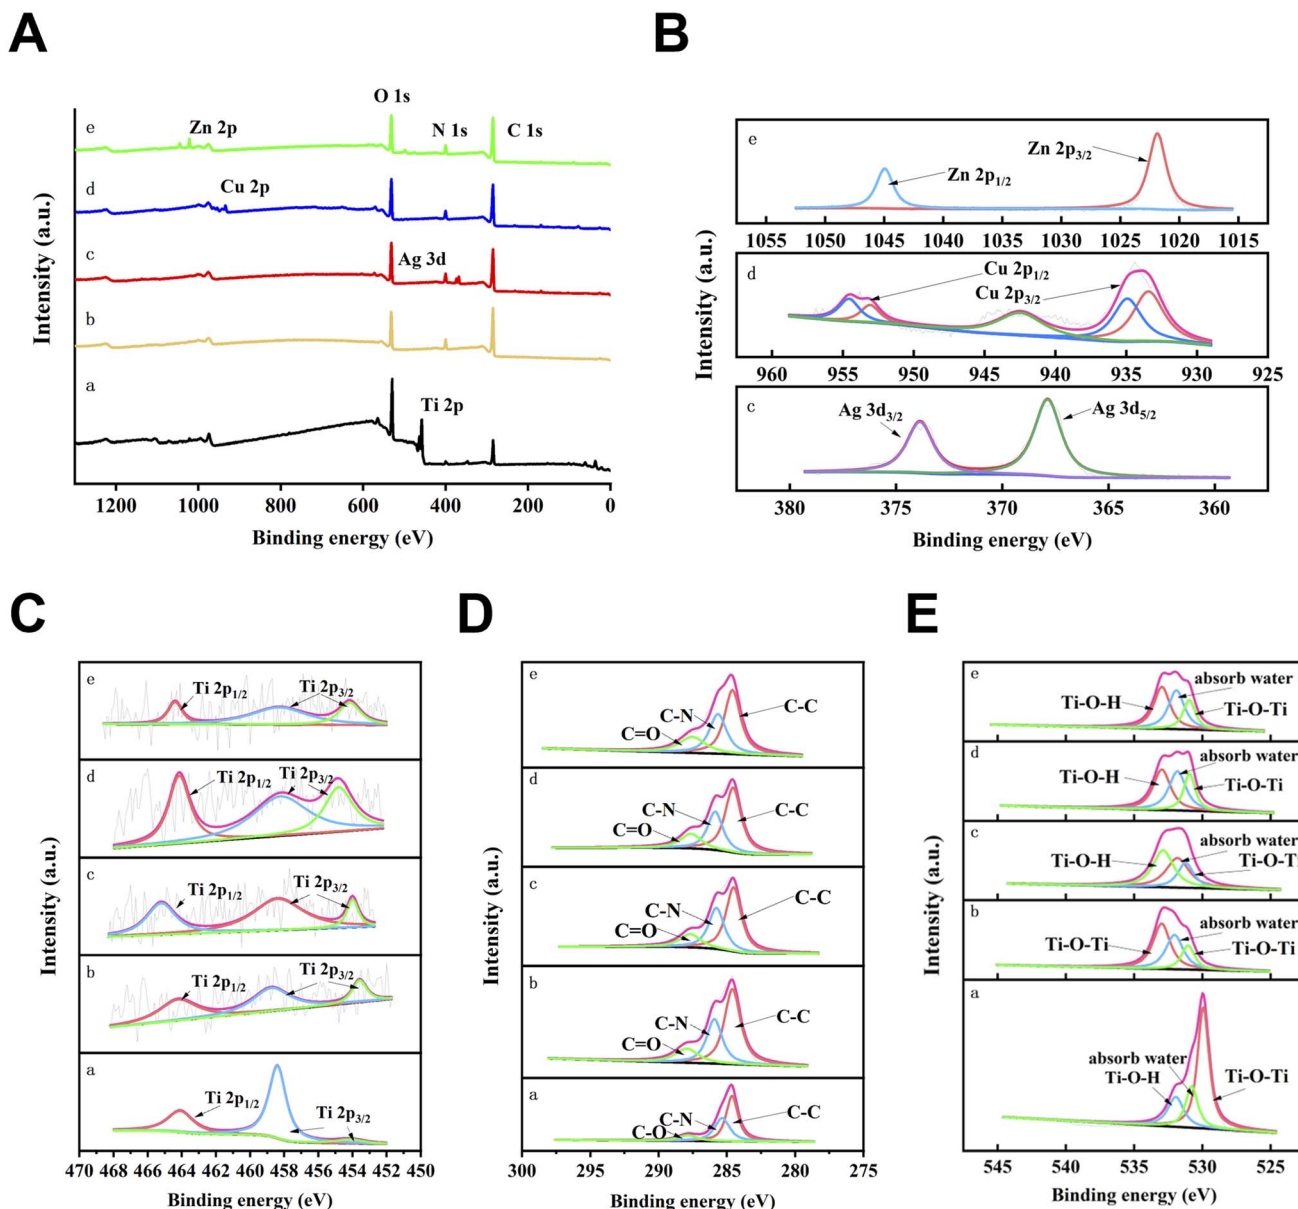 A
B
O 1s
e
Zn 2p
N 1s
C 1s
d
Cu 2p
c
Ag 3d
b
a
Ti 2p
Intensity (a.u.)
1200 1000 800 600 400 200 0
Binding energy (eV)
e
Zn 2p3/2
Zn 2p1/2
1055 1050 1045 1040 1035 1030 1025 1020 1015
d
Cu 2p1/2
Cu 2p3/2
960 955 950 945 940 935 930 925
c
Ag 3d3/2
Ag 3d5/2
380 375 370 365 360
Intensity (a.u.)
Binding energy (eV)
C
D
E
e
Ti 2p1/2
Ti 2p3/2
d
Ti 2p1/2
Ti 2p3/2
c
Ti 2p1/2
Ti 2p3/2
b
Ti 2p1/2
Ti 2p3/2
a
Ti 2p1/2
Ti 2p3/2
Intensity (a.u.)
470 468 466 464 462 460 458 456 454 452 450
Binding energy (eV)
e
C-N
C-C
C=O
d
C-N
C-C
C=O
c
C-N
C-C
C=O
b
C-N
C-C
C=O
a
C-N
C-C
C-O
Intensity (a.u.)
300 295 290 285 280 275
Binding energy (eV)
e
absorb water
Ti-O-H
Ti-O-Ti
d
absorb water
Ti-O-H
Ti-O-Ti
c
absorb water
Ti-O-H
Ti-O-Ti
b
absorb water
Ti-O-Ti
Ti-O-Ti
a
absorb water
Ti-O-H
Ti-O-Ti
Intensity (a.u.)
545 540 535 530 525
Binding energy (eV)